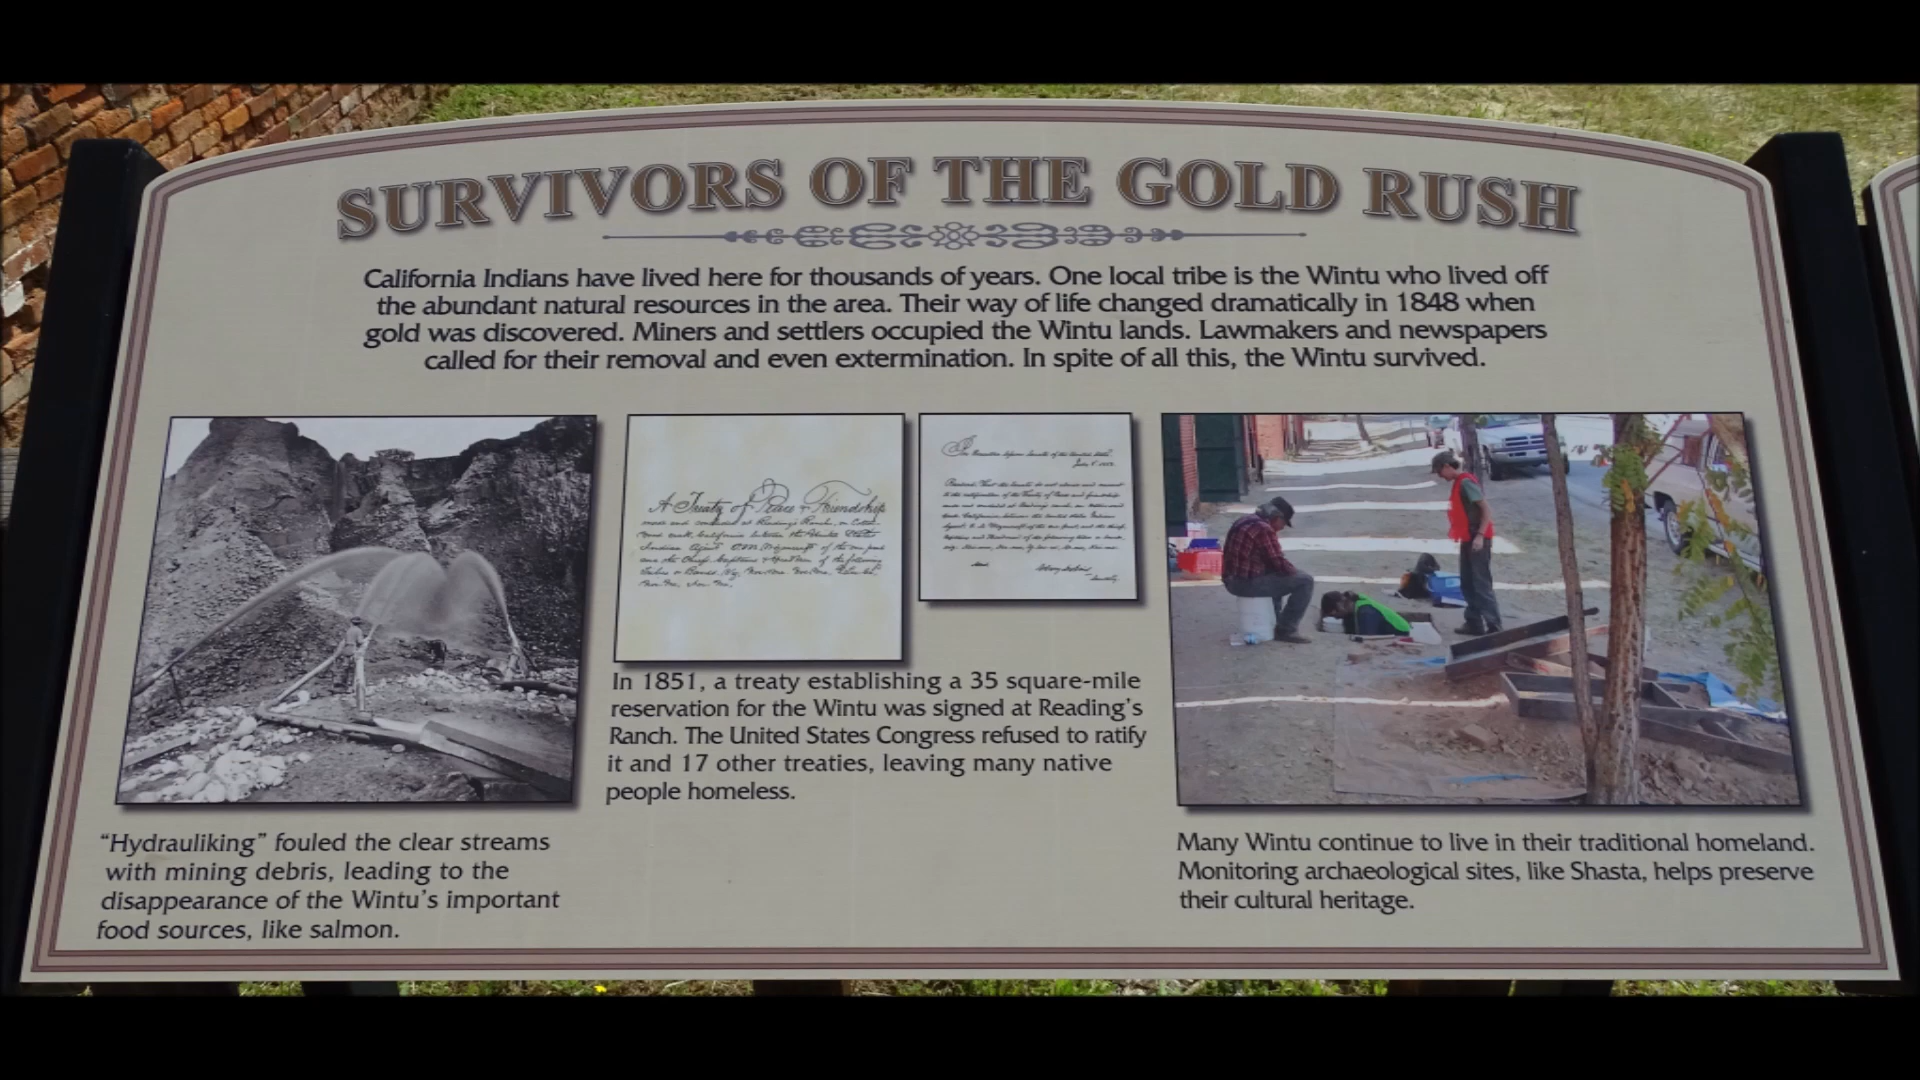 SURVIVORS OF THE GOLD RUSH
California Indians have lived here for thousands of years. One local tribe is the Wintu who lived off
the abundant natural resources in the area. Their way of life changed dramatically in 1848 when
gold was discovered. Miners and settlers occupied the Wintu lands. Lawmakers and newspapers
called for their removal and even extermination. In spite of all this, the Wintu survived.
"Hydrauliking" fouled the clear streams
with mining debris, leading to the
disappearance of the Wintu's important
food sources, like salmon.
A Treaty of Peace & Friendship
In 1851, a treaty establishing a 35 square-mile
reservation for the Wintu was signed at Reading's
Ranch. The United States Congress refused to ratify
it and 17 other treaties, leaving many native
people homeless.
Many Wintu continue to live in their traditional homeland.
Monitoring archaeological sites, like Shasta, helps preserve
their cultural heritage.